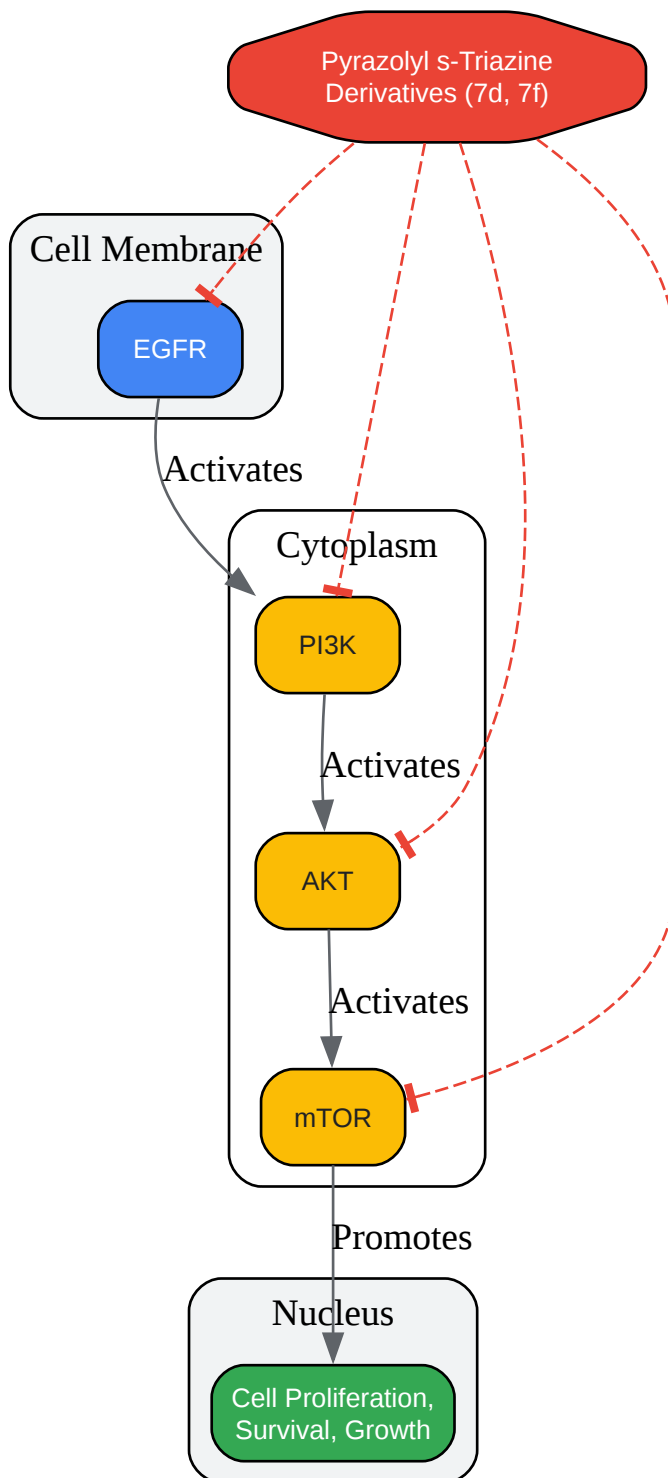 Pyrazolyl s-Triazine
Derivatives (7d, 7f)
Cell Membrane
EGFR
Activates
Cytoplasm
PI3K
Activates
AKT
Activates
mTOR
Promotes
Nucleus
Cell Proliferation,
Survival, Growth